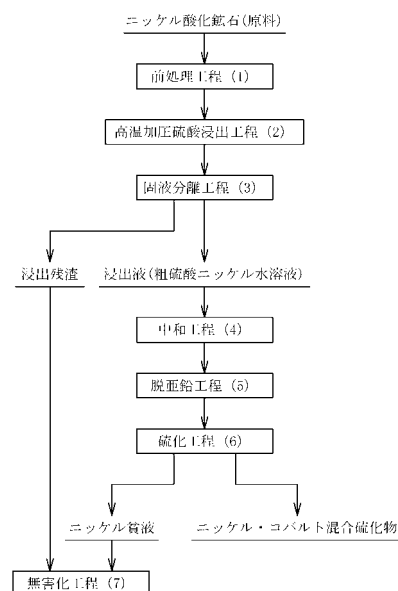 ニッケル酸化鉱石(原料)
前処理工程 (1)
高温加圧硫酸浸出工程 (2)
固液分離工程 (3)
浸出残渣
浸出液(粗硫酸ニッケル水溶液)
中和工程 (4)
脱亜鉛工程 (5)
硫化工程 (6)
ニッケル貧液
ニッケル・コバルト混合硫化物
無害化工程 (7)